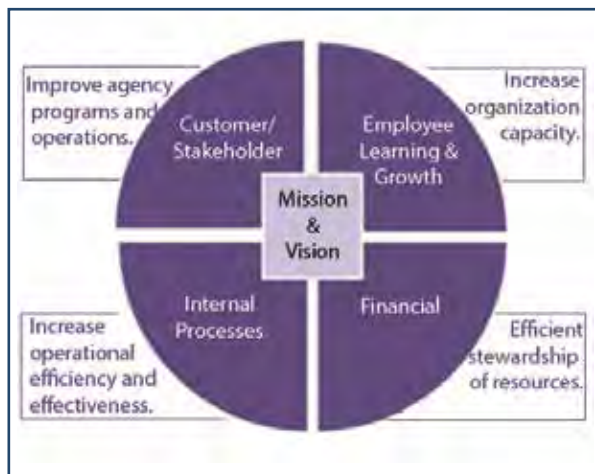 Improve agency
programs and
operations.
Customer/
Stakeholder
Employee
Learning &
Growth
Increase
organization
capacity.
Mission
&
Vision
Increase
operational
efficiency and
effectiveness.
Internal
Processes
Financial
Efficient
stewardship
of resources.